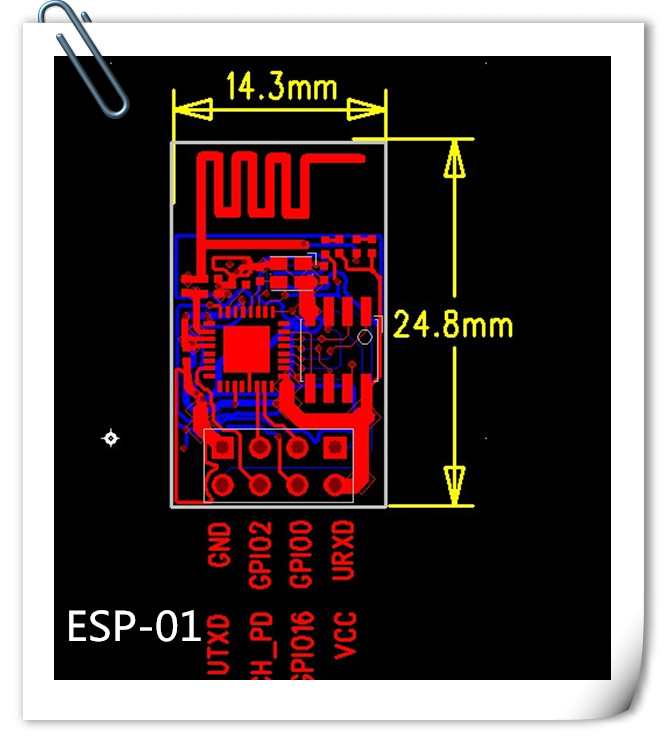 14.3mm
24.8mm
GND
GPIO2
GPIO0
URXD
UTXD
CH_PD
GPIO16
VCC
ESP-01